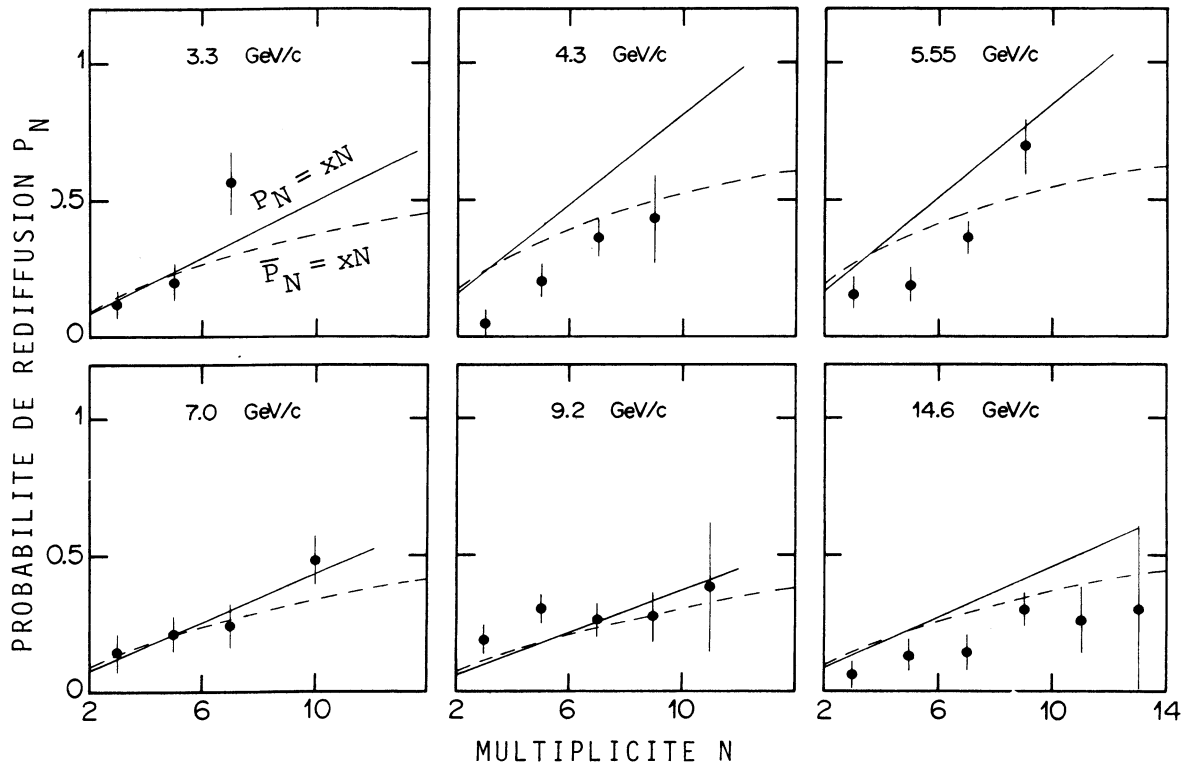 PROBABILITE DE REDIFFUSION P_N
3.3 GeV/c
4.3 GeV/c
5.55 GeV/c
1
0.5
0
P_N = xN
P̅_N = xN
7.0 GeV/c
9.2 GeV/c
14.6 GeV/c
1
0.5
0
2 6 10
2 6 10
2 6 10 14
MULTIPLICITE N